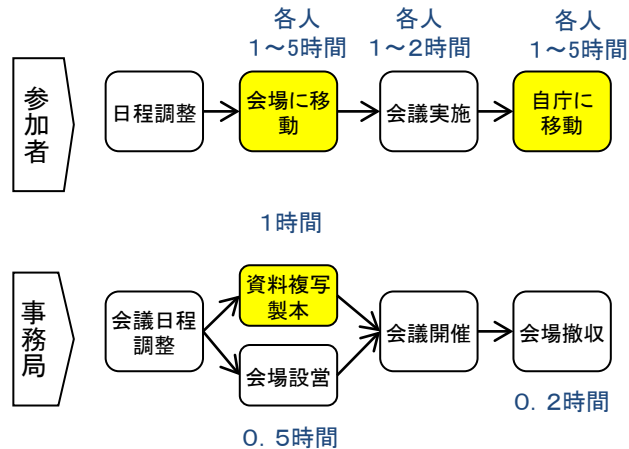 各人
1～5時間
各人
1～2時間
各人
1～5時間
参加者
日程調整
会場に移
動
会議実施
自庁に
移動
1時間
事務局
会議日程
調整
資料複写
製本
会場設営
会議開催
会場撤収
0．5時間
0．2時間